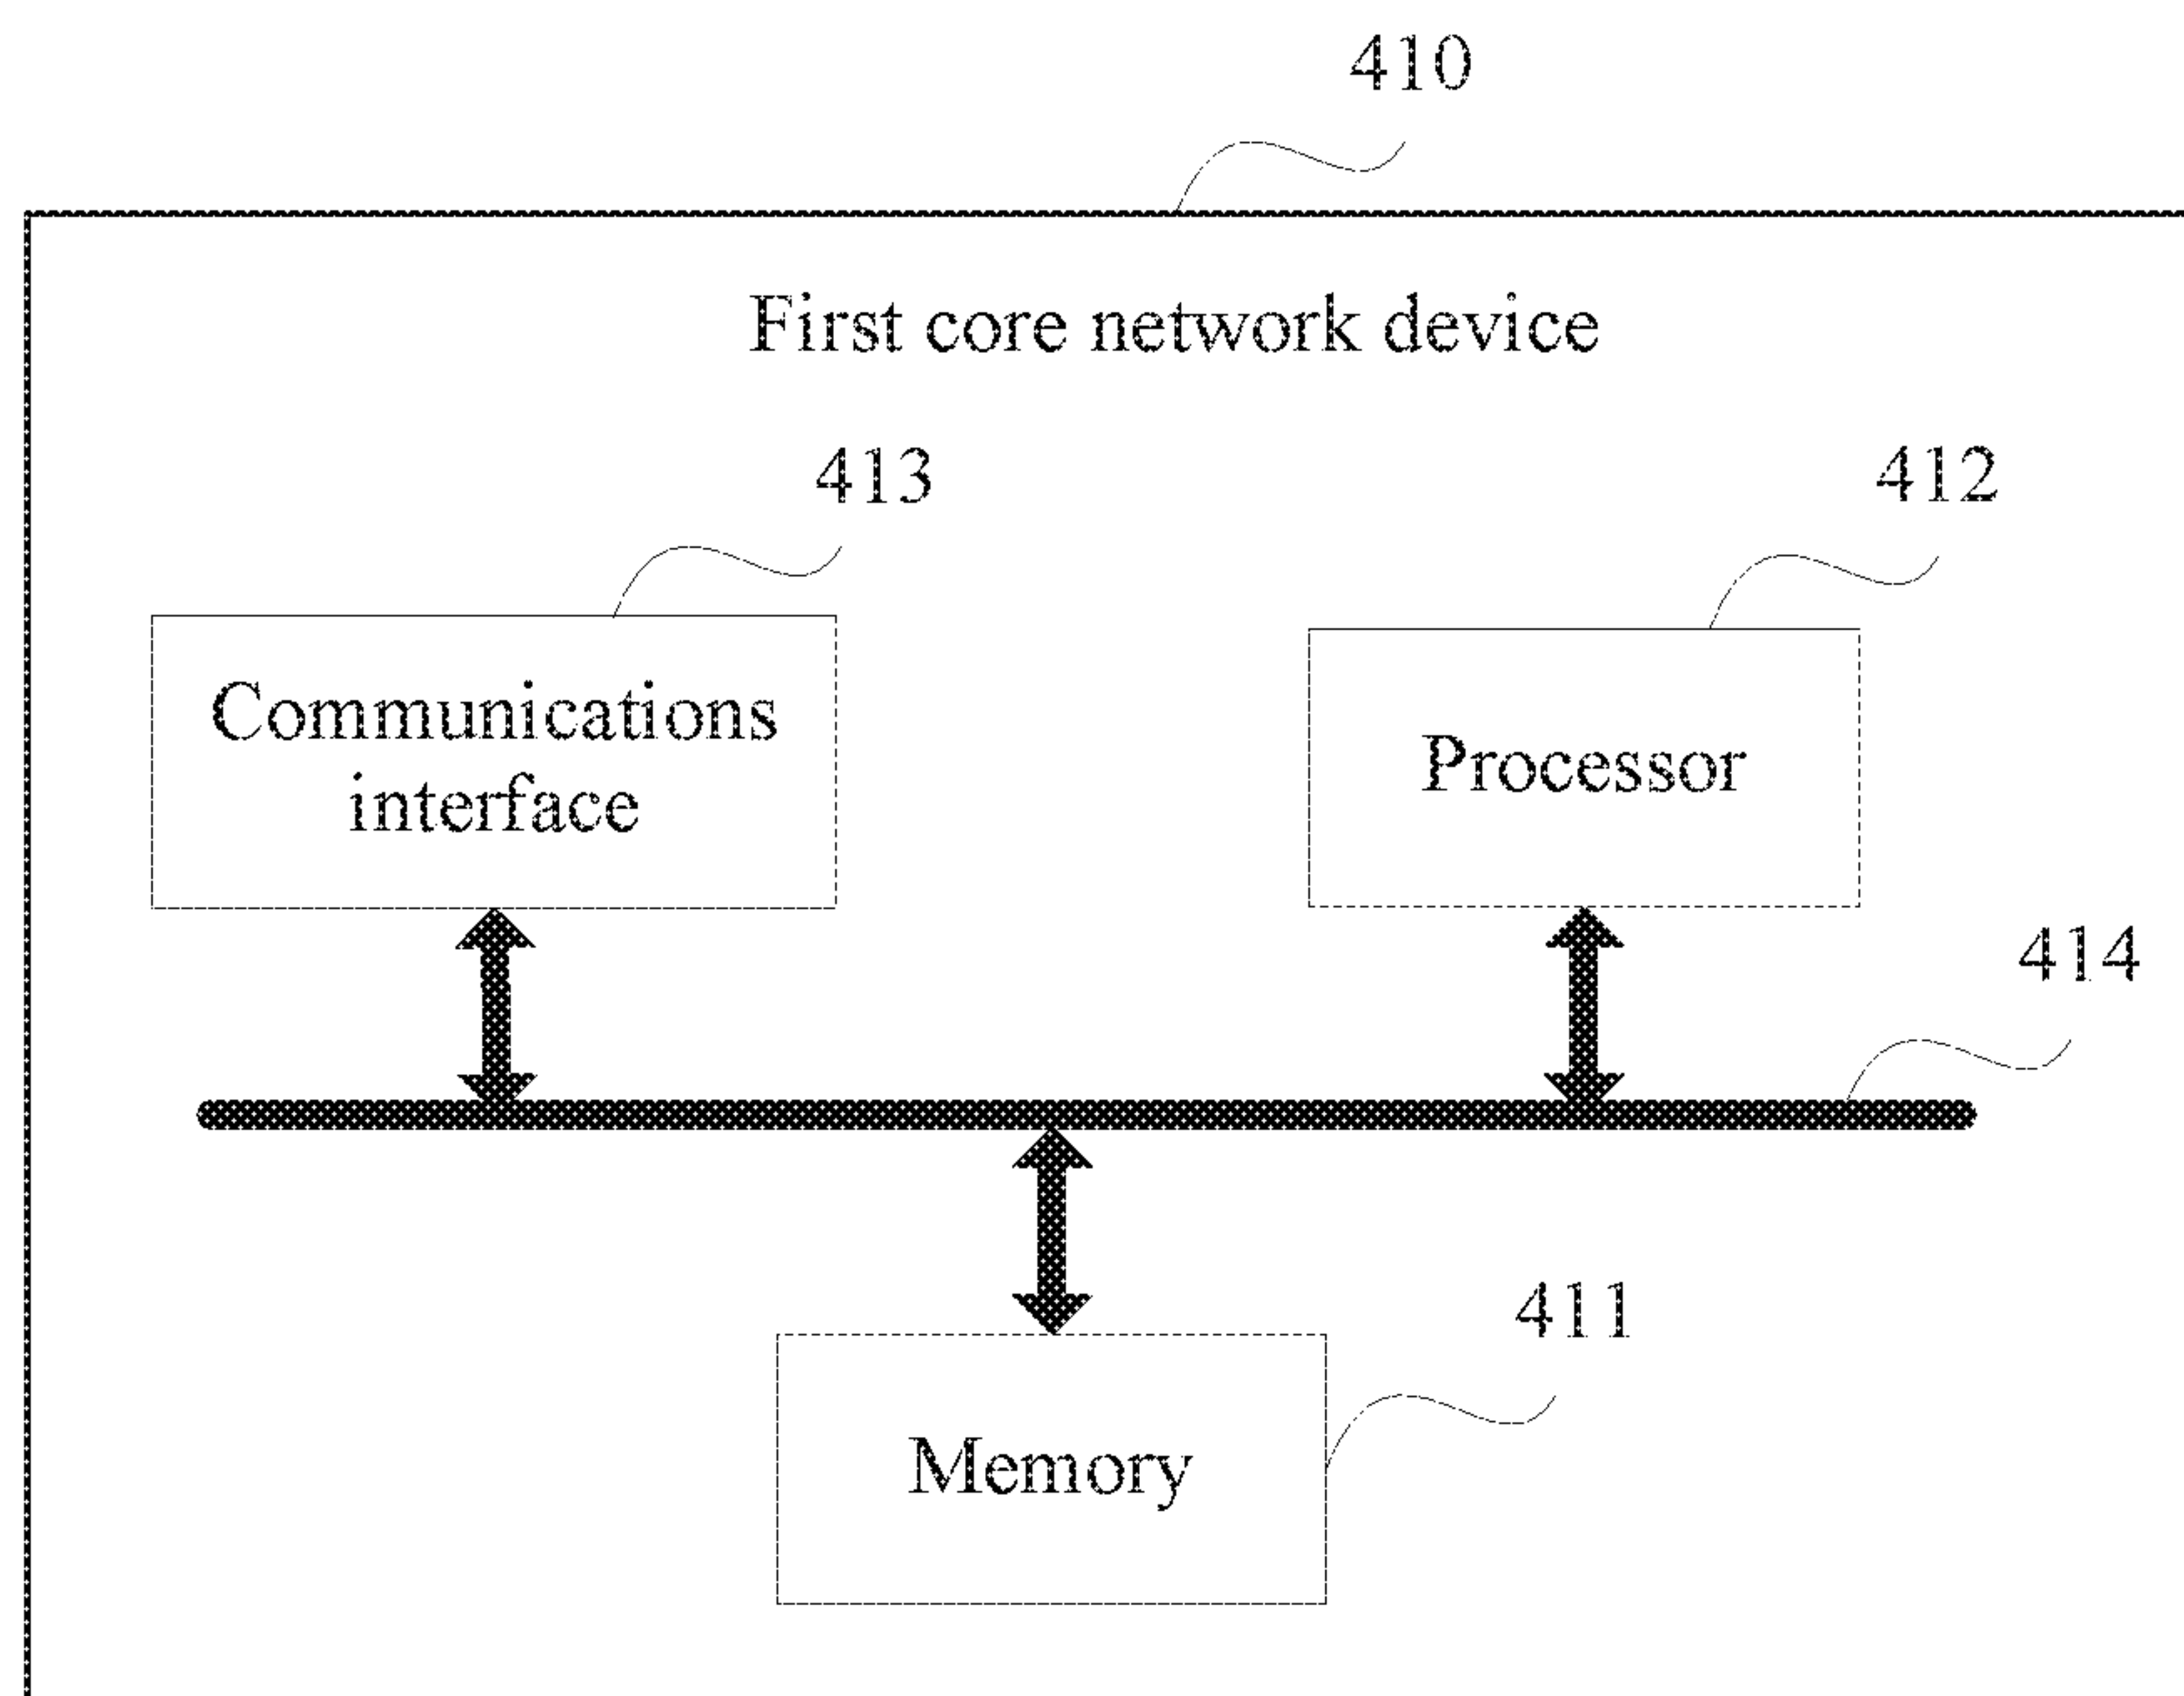 410
First core network device
413
412
Communications
interface
Processor
414
411
Memory